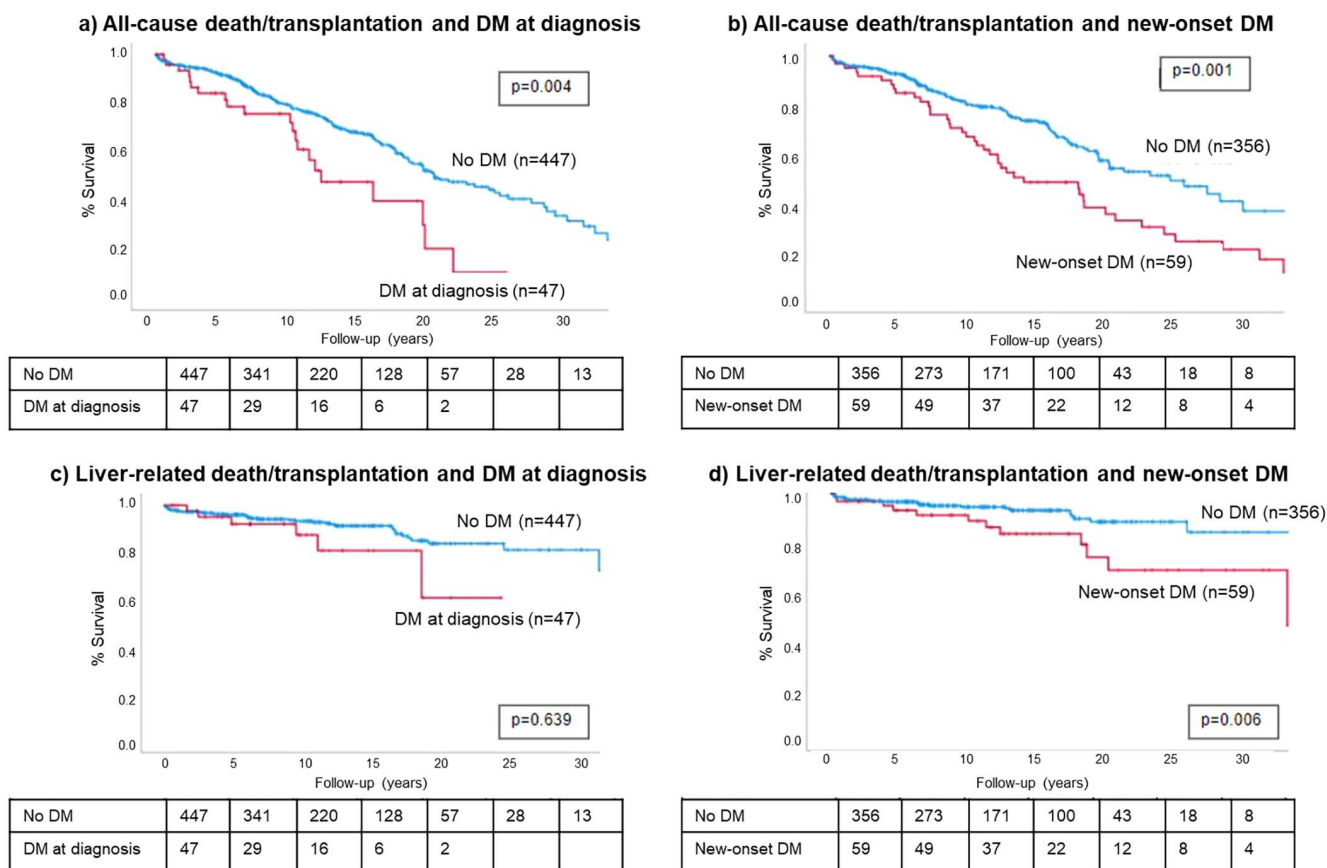 a) All-cause death/transplantation and DM at diagnosis
1.0
0.8
0.6
0.4
0.2
0.0
% Survival
p=0.004
No DM (n=447)
DM at diagnosis (n=47)
0 5 10 15 20 25 30
Follow-up (years)
No DM 447 341 220 128 57 28 13
DM at diagnosis 47 29 16 6 2
b) All-cause death/transplantation and new-onset DM
1.0
0.8
0.6
0.4
0.2
0.0
% Survival
p=0.001
No DM (n=356)
New-onset DM (n=59)
0 5 10 15 20 25 30
Follow-up (years)
No DM 356 273 171 100 43 18 8
New-onset DM 59 49 37 22 12 8 4
c) Liver-related death/transplantation and DM at diagnosis
1.0
0.8
0.6
0.4
0.2
0.0
% Survival
No DM (n=447)
DM at diagnosis (n=47)
p=0.639
0 5 10 15 20 25 30
Follow-up (years)
No DM 447 341 220 128 57 28 13
DM at diagnosis 47 29 16 6 2
d) Liver-related death/transplantation and new-onset DM
1.0
0.8
0.6
0.4
0.2
0.0
% Survival
No DM (n=356)
New-onset DM (n=59)
p=0.006
0 5 10 15 20 25 30
Follow-up (years)
No DM 356 273 171 100 43 18 8
New-onset DM 59 49 37 22 12 8 4